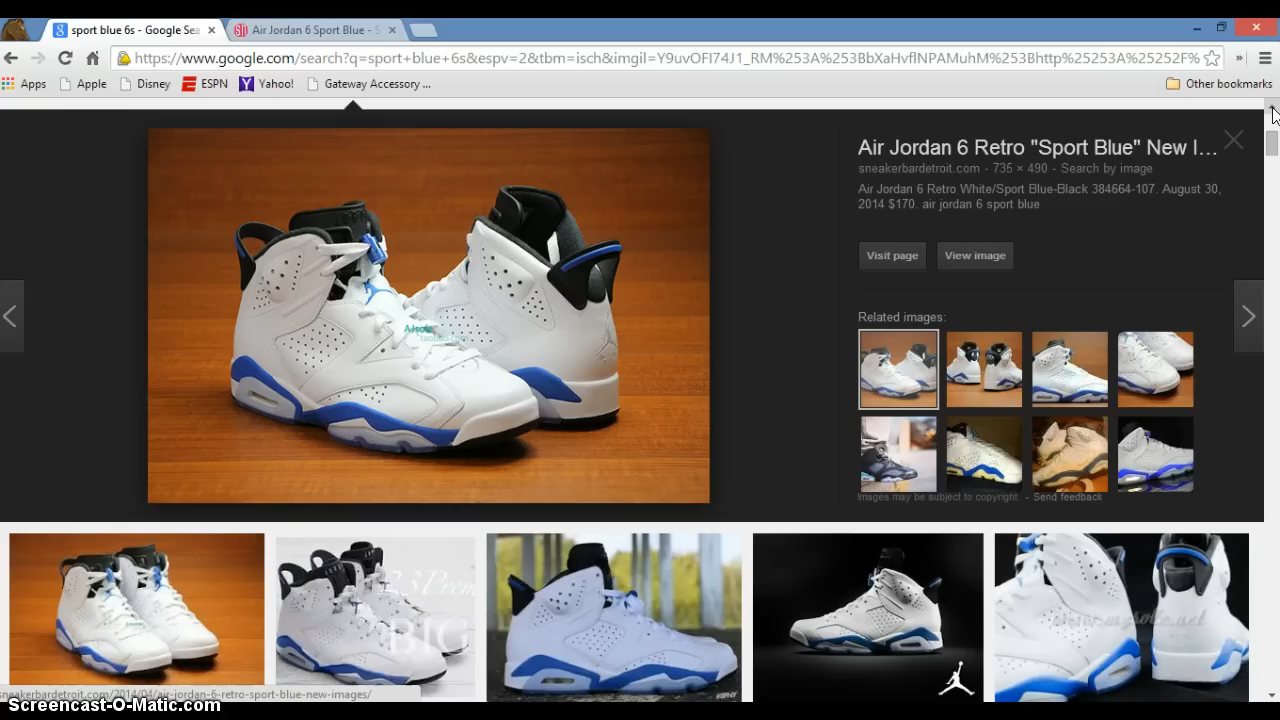 sport blue 6s - Google Sea
Air Jordan 6 Sport Blue - S
https://www.google.com/search?q=sport+blue+6s&espv=2&tbm=isch&imgil=Y9uvOFI74J1_RM%253A%253BbXaHvflNPAMuhM%253Bhttp%25253A%25252F%
Apps Apple Disney ESPN Yahoo! Gateway Accessory ... Other bookmarks
Air Jordan 6 Retro "Sport Blue" New I...
sneakerbardetroit.com - 735 × 490 - Search by image
Air Jordan 6 Retro White/Sport Blue-Black 384664-107. August 30,
2014 $170. air jordan 6 sport blue
Visit page View image
Related images:
Images may be subject to copyright. - Send feedback
BIG
sneakerbardetroit.com/2014/04/air-jordan-6-retro-sport-blue-new-images/
Screencast-O-Matic.com